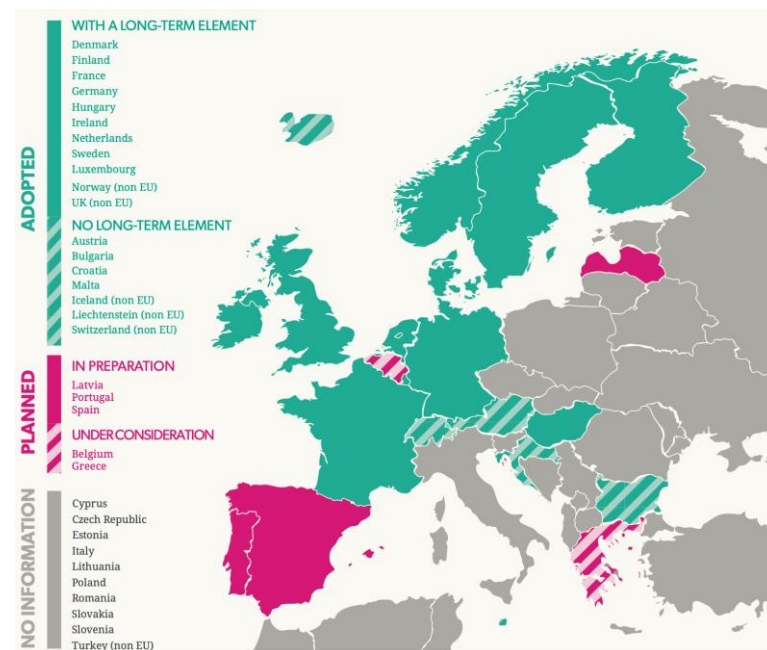 ADOPTED
WITH A LONG-TERM ELEMENT
Denmark
Finland
France
Germany
Hungary
Ireland
Netherlands
Sweden
Luxembourg
Norway (non EU)
UK (non EU)
NO LONG-TERM ELEMENT
Austria
Bulgaria
Croatia
Malta
Iceland (non EU)
Liechtenstein (non EU)
Switzerland (non EU)
PLANNED
IN PREPARATION
Latvia
Portugal
Spain
UNDER CONSIDERATION
Belgium
Greece
NO INFORMATION
Cyprus
Czech Republic
Estonia
Italy
Lithuania
Poland
Romania
Slovakia
Slovenia
Turkey (non EU)